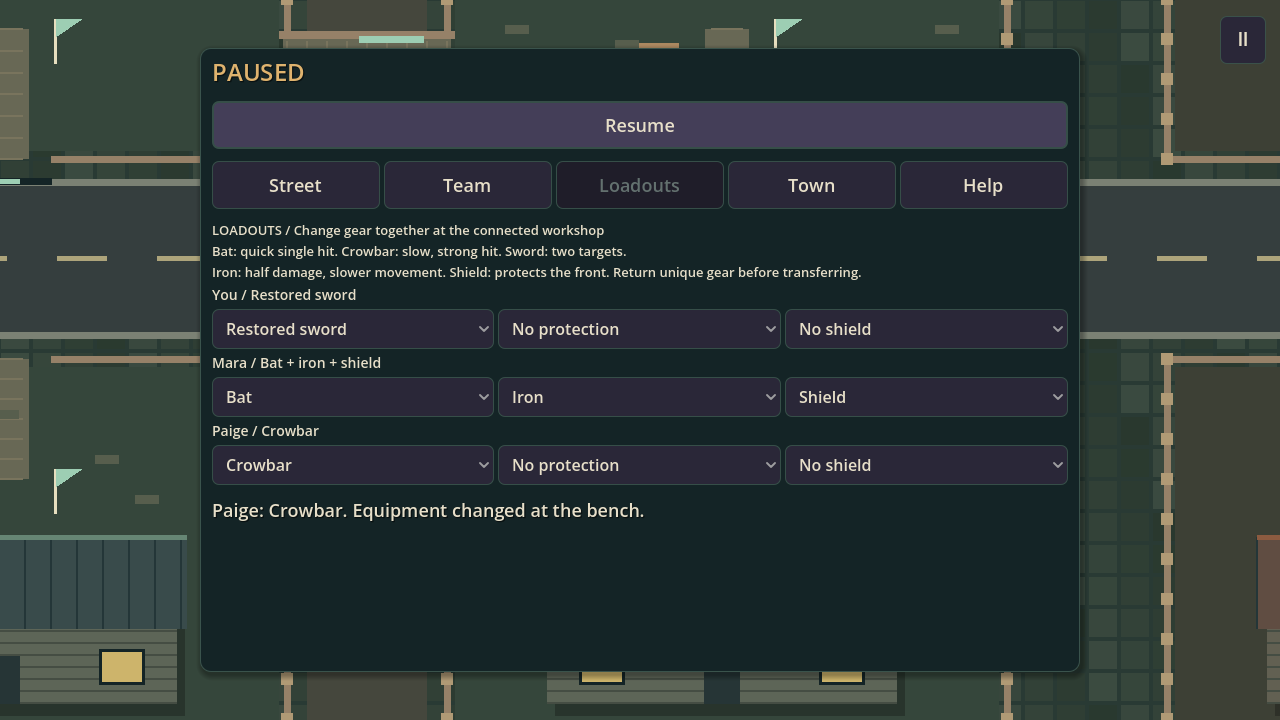 PAUSED
Resume
Street Team Loadouts Town Help
LOADOUTS / Change gear together at the connected workshop
Bat: quick single hit. Crowbar: slow, strong hit. Sword: two targets.
Iron: half damage, slower movement. Shield: protects the front. Return unique gear before transferring.
You / Restored sword
Restored sword No protection No shield
Mara / Bat + iron + shield
Bat Iron Shield
Paige / Crowbar
Crowbar No protection No shield
Paige: Crowbar. Equipment changed at the bench.